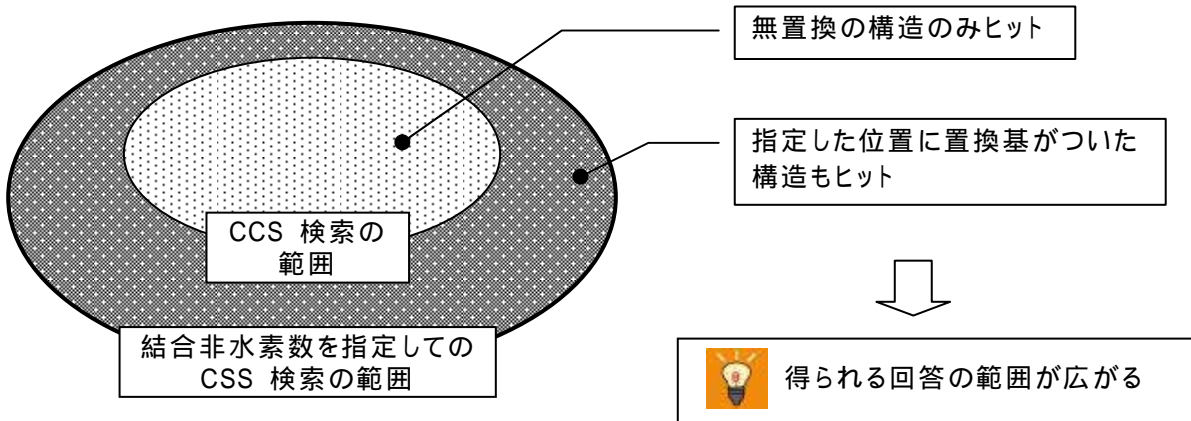 無置換の構造のみヒット
指定した位置に置換基がついた
構造もヒット
CCS 検索の
範囲
結合非水素数を指定しての
CSS 検索の範囲
得られる回答の範囲が広がる